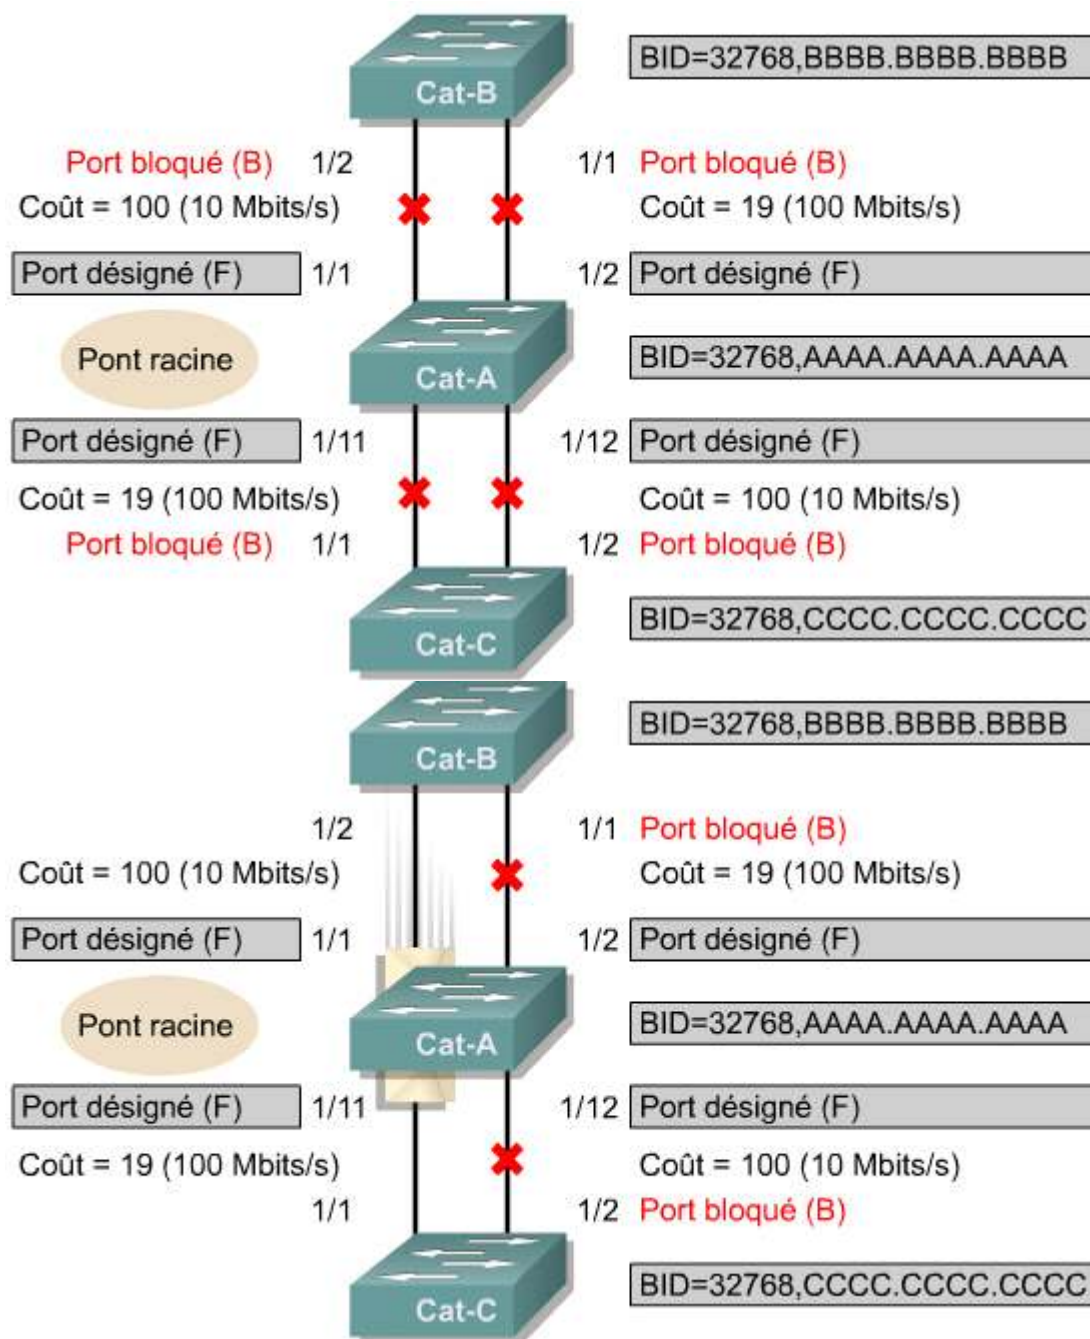 Cat-B
BID=32768,BBBB.BBBB.BBBB
Port bloqué (B) 1/2 1/1 Port bloqué (B)
Coût = 100 (10 Mbits/s) Coût = 19 (100 Mbits/s)
Port désigné (F) 1/1 1/2 Port désigné (F)
Pont racine Cat-A BID=32768,AAAA.AAAA.AAAA
Port désigné (F) 1/11 1/12 Port désigné (F)
Coût = 19 (100 Mbits/s) Coût = 100 (10 Mbits/s)
Port bloqué (B) 1/1 1/2 Port bloqué (B)
Cat-C BID=32768,CCCC.CCCC.CCCC
Cat-B BID=32768,BBBB.BBBB.BBBB
1/2 1/1 Port bloqué (B)
Coût = 100 (10 Mbits/s) Coût = 19 (100 Mbits/s)
Port désigné (F) 1/1 1/2 Port désigné (F)
Pont racine Cat-A BID=32768,AAAA.AAAA.AAAA
Port désigné (F) 1/11 1/12 Port désigné (F)
Coût = 19 (100 Mbits/s) Coût = 100 (10 Mbits/s)
1/1 1/2 Port bloqué (B)
Cat-C BID=32768,CCCC.CCCC.CCCC